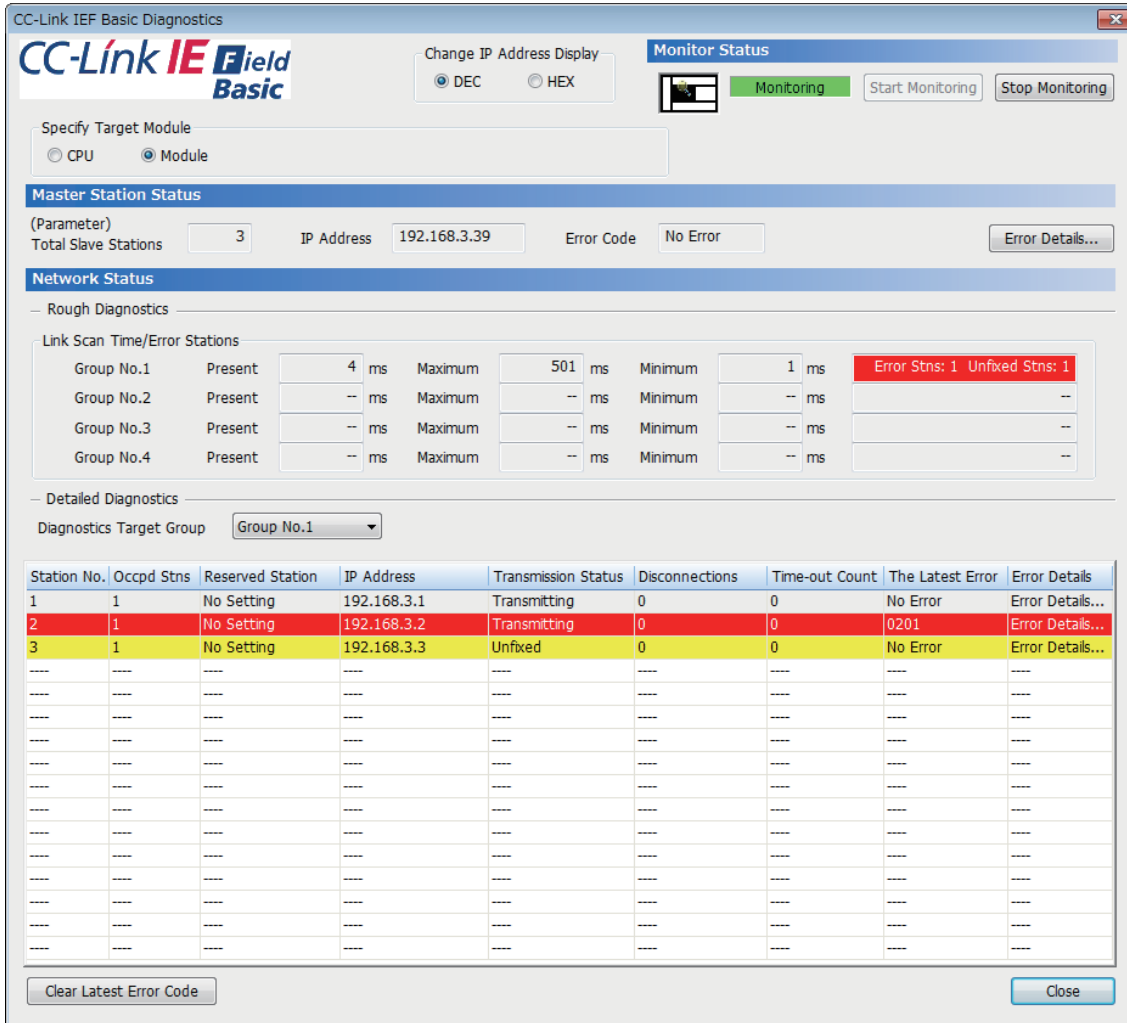 CC-Link IEF Basic Diagnostics
CC-Link IE Field Basic
Change IP Address Display
DEC HEX
Monitor Status
Monitoring Start Monitoring Stop Monitoring
Specify Target Module
CPU Module
Master Station Status
(Parameter)
Total Slave Stations 3 IP Address 192.168.3.39 Error Code No Error Error Details...
Network Status
Rough Diagnostics
Link Scan Time/Error Stations
Group No.1 Present 4 ms Maximum 501 ms Minimum 1 ms Error Stns: 1 Unfixed Stns: 1
Group No.2 Present -- ms Maximum -- ms Minimum -- ms --
Group No.3 Present -- ms Maximum -- ms Minimum -- ms --
Group No.4 Present -- ms Maximum -- ms Minimum -- ms --
Detailed Diagnostics
Diagnostics Target Group Group No.1
Station No. Occpd Stns Reserved Station IP Address Transmission Status Disconnections Time-out Count The Latest Error Error Details
1 1 No Setting 192.168.3.1 Transmitting 0 0 No Error Error Details...
2 1 No Setting 192.168.3.2 Transmitting 0 0 0201 Error Details...
3 1 No Setting 192.168.3.3 Unfixed 0 0 No Error Error Details...
---- ---- ---- ---- ---- ---- ---- ---- ----
---- ---- ---- ---- ---- ---- ---- ---- ----
---- ---- ---- ---- ---- ---- ---- ---- ----
---- ---- ---- ---- ---- ---- ---- ---- ----
---- ---- ---- ---- ---- ---- ---- ---- ----
---- ---- ---- ---- ---- ---- ---- ---- ----
---- ---- ---- ---- ---- ---- ---- ---- ----
---- ---- ---- ---- ---- ---- ---- ---- ----
---- ---- ---- ---- ---- ---- ---- ---- ----
---- ---- ---- ---- ---- ---- ---- ---- ----
---- ---- ---- ---- ---- ---- ---- ---- ----
---- ---- ---- ---- ---- ---- ---- ---- ----
---- ---- ---- ---- ---- ---- ---- ---- ----
Clear Latest Error Code Close